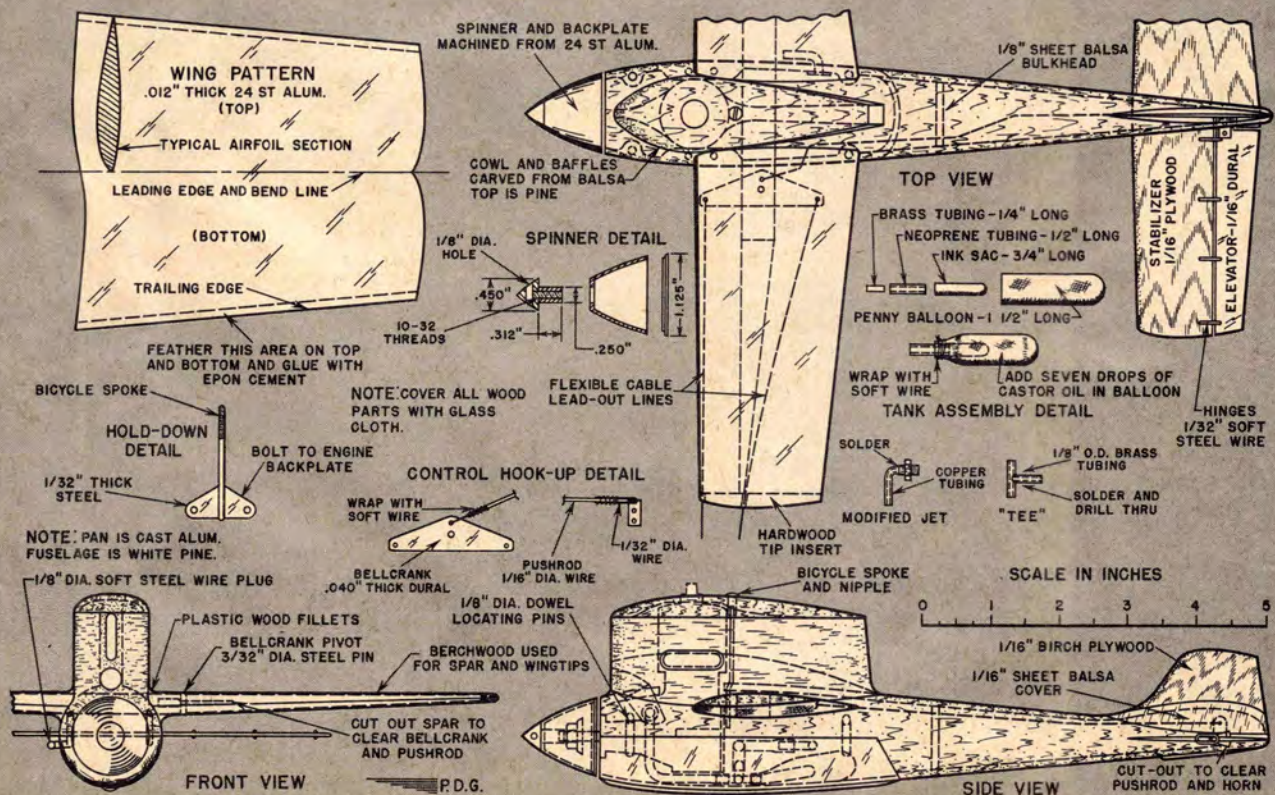 WING PATTERN
.012" THICK 24 ST ALUM.
(TOP)
TYPICAL AIRFOIL SECTION
LEADING EDGE AND BEND LINE
(BOTTOM)
TRAILING EDGE
FEATHER THIS AREA ON TOP
AND BOTTOM AND GLUE WITH
EPON CEMENT
SPINNER AND BACKPLATE
MACHINED FROM 24 ST ALUM.
1/8" SHEET BALSA
BULKHEAD
COWL AND BAFFLES
CARVED FROM BALSA
TOP IS PINE
TOP VIEW
STABILIZER
1/16" PLYWOOD
ELEVATOR-1/16" DURAL
HINGES
1/32" SOFT
STEEL WIRE
SPINNER DETAIL
1/8" DIA.
HOLE
.450"
10-32
THREADS
.312"
.250"
1.125"
BRASS TUBING-1/4" LONG
NEOPRENE TUBING-1/2" LONG
INK SAC-3/4" LONG
PENNY BALLOON-1 1/2" LONG
WRAP WITH
SOFT WIRE
ADD SEVEN DROPS OF
CASTOR OIL IN BALLOON
TANK ASSEMBLY DETAIL
FLEXIBLE CABLE
LEAD-OUT LINES
NOTE: COVER ALL WOOD
PARTS WITH GLASS
CLOTH.
BICYCLE SPOKE
HOLD-DOWN
DETAIL
BOLT TO ENGINE
BACKPLATE
1/32" THICK
STEEL
CONTROL HOOK-UP DETAIL
WRAP WITH
SOFT WIRE
BELLCRANK
.040" THICK DURAL
PUSHROD
1/16" DIA. WIRE
1/32" DIA.
WIRE
SOLDER
COPPER
TUBING
MODIFIED JET
1/8" O.D. BRASS
TUBING
SOLDER AND
DRILL THRU
"TEE"
HARDWOOD
TIP INSERT
NOTE: PAN IS CAST ALUM.
FUSELAGE IS WHITE PINE.
1/8" DIA. SOFT STEEL WIRE PLUG
PLASTIC WOOD FILLETS
BELLCRANK PIVOT
3/32" DIA. STEEL PIN
BERCHWOOD USED
FOR SPAR AND WINGTIPS
CUT OUT SPAR TO
CLEAR BELLCRANK
AND PUSHROD
FRONT VIEW
P.D.G.
1/8" DIA. DOWEL
LOCATING PINS
BICYCLE SPOKE
AND NIPPLE
SCALE IN INCHES
0 1 2 3 4 5
1/16" BIRCH PLYWOOD
1/16" SHEET BALSA
COVER
CUT-OUT TO CLEAR
PUSHROD AND HORN
SIDE VIEW